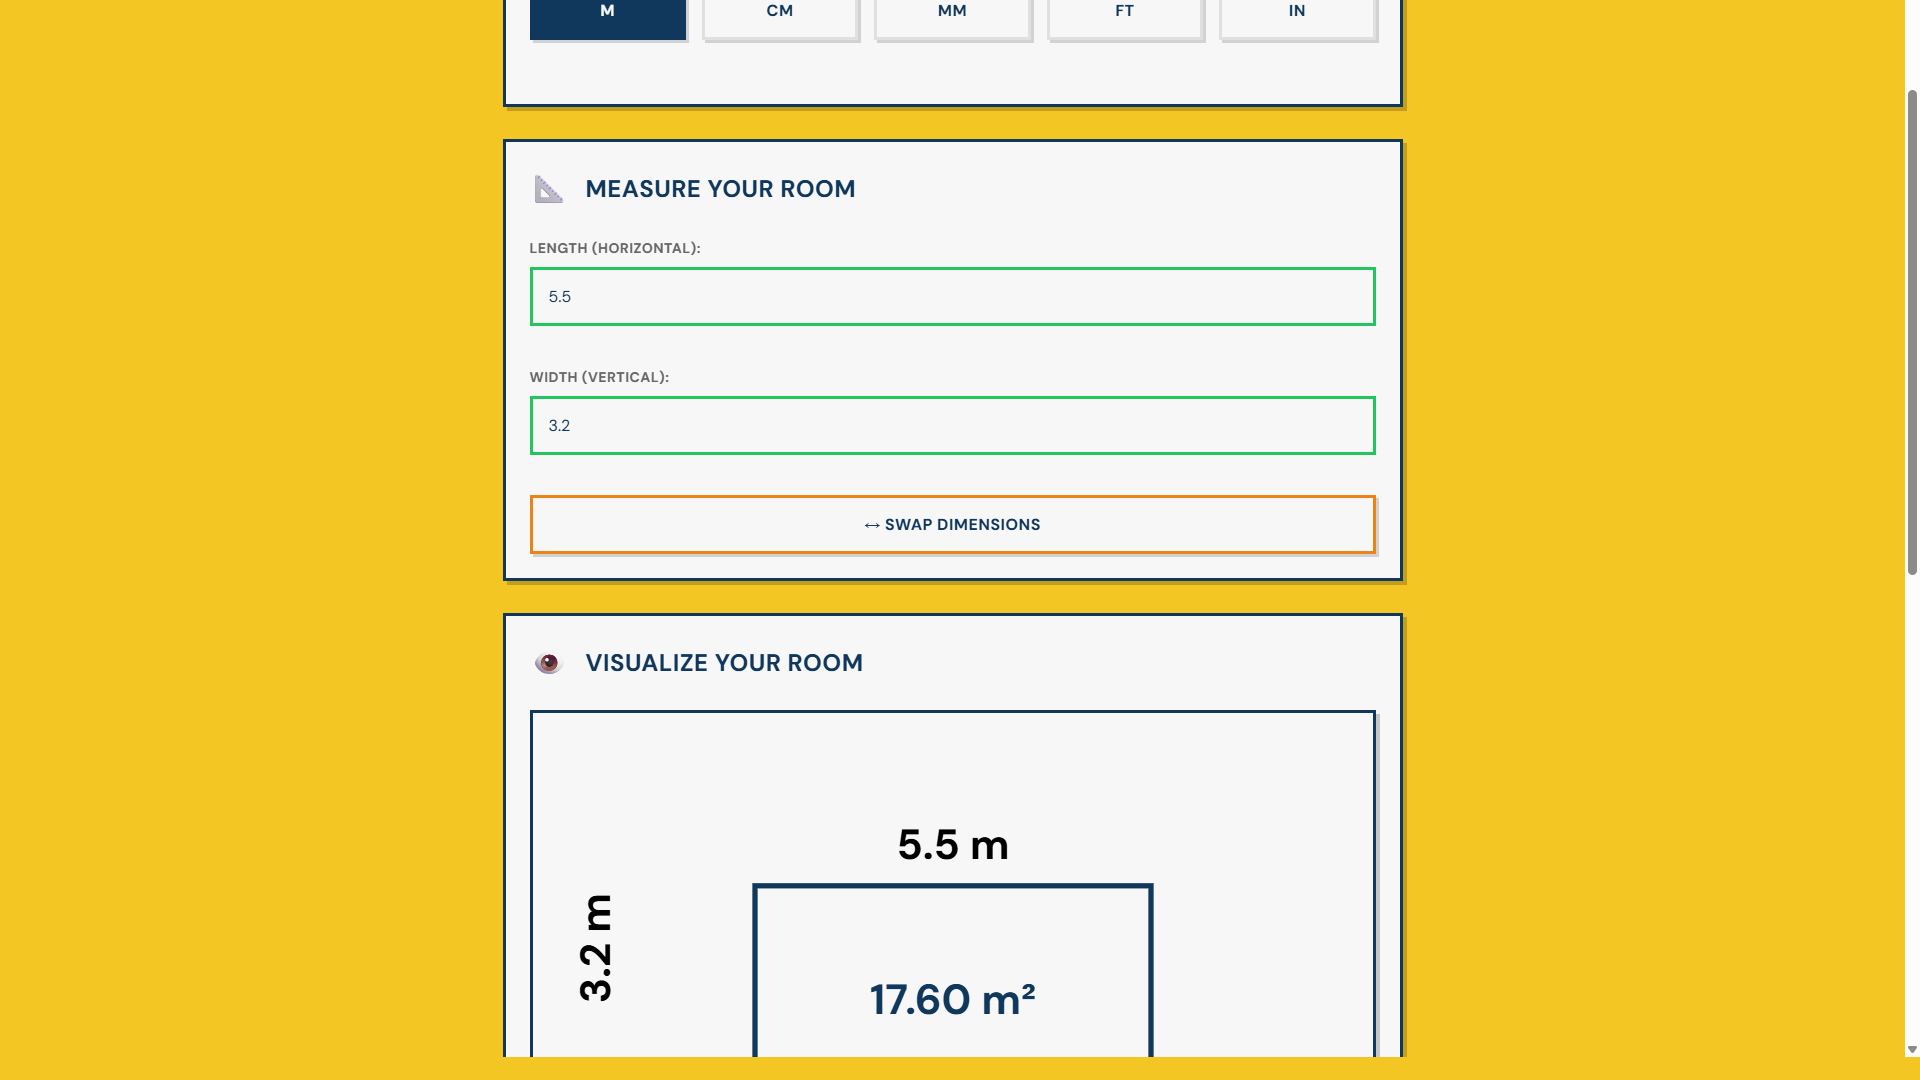 M CM MM FT IN
MEASURE YOUR ROOM
LENGTH (HORIZONTAL):
5.5
WIDTH (VERTICAL):
3.2
↔ SWAP DIMENSIONS
VISUALIZE YOUR ROOM
5.5 m
3.2 m
17.60 m²